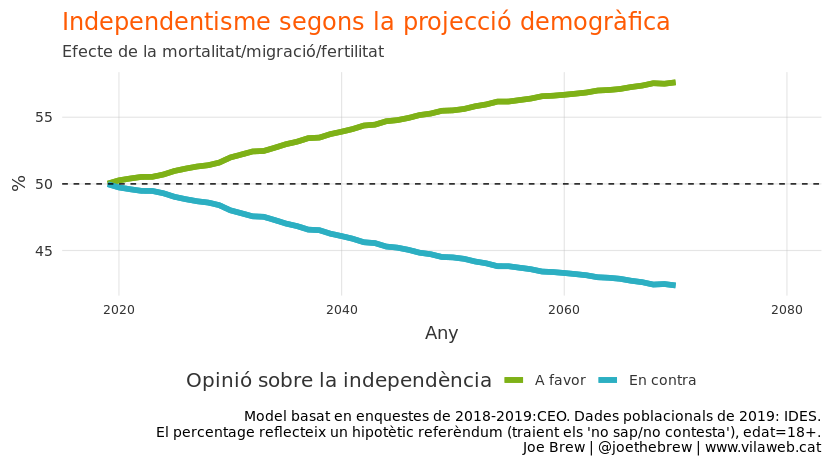 Independentisme segons la projecció demogràfica
Efecte de la mortalitat/migració/fertilitat
55
50
45
%
2020 2040 2060 2080
Any
Opinió sobre la independència A favor En contra
Model basat en enquestes de 2018-2019:CEO. Dades poblacionals de 2019: IDES.
El percentage reflecteix un hipotètic referèndum (traient els 'no sap/no contesta'), edat=18+.
Joe Brew | @joethebrew | www.vilaweb.cat